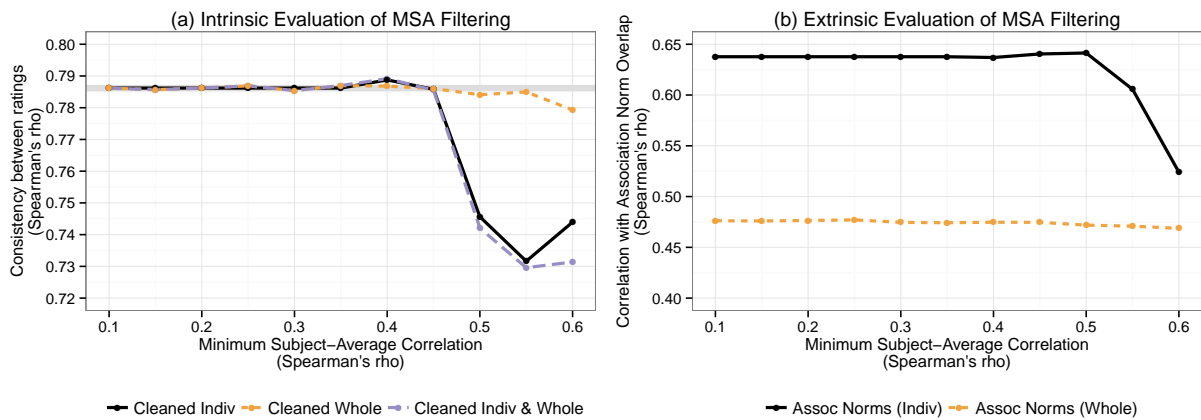 (a) Intrinsic Evaluation of MSA Filtering
Consistency between ratings
(Spearman's rho)
0.80
0.79
0.78
0.77
0.76
0.75
0.74
0.73
0.72
0.1 0.2 0.3 0.4 0.5 0.6
Minimum Subject−Average Correlation
(Spearman's rho)
Cleaned Indiv Cleaned Whole Cleaned Indiv & Whole
(b) Extrinsic Evaluation of MSA Filtering
Correlation with Association Norm Overlap
(Spearman's rho)
0.65
0.60
0.55
0.50
0.45
0.40
0.1 0.2 0.3 0.4 0.5 0.6
Minimum Subject−Average Correlation
(Spearman's rho)
Assoc Norms (Indiv) Assoc Norms (Whole)